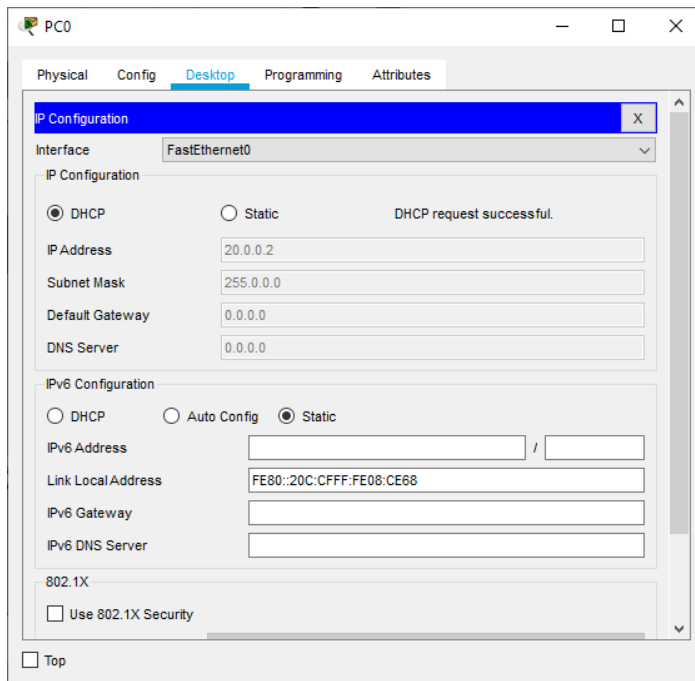 PC0
Physical Config Desktop Programming Attributes
IP Configuration X
Interface FastEthernet0
IP Configuration
DHCP Static DHCP request successful.
IP Address 20.0.0.2
Subnet Mask 255.0.0.0
Default Gateway 0.0.0.0
DNS Server 0.0.0.0
IPv6 Configuration
DHCP Auto Config Static
IPv6 Address /
Link Local Address FE80::20C:CFFF:FE08:CE68
IPv6 Gateway
IPv6 DNS Server
802.1X
Use 802.1X Security
Top